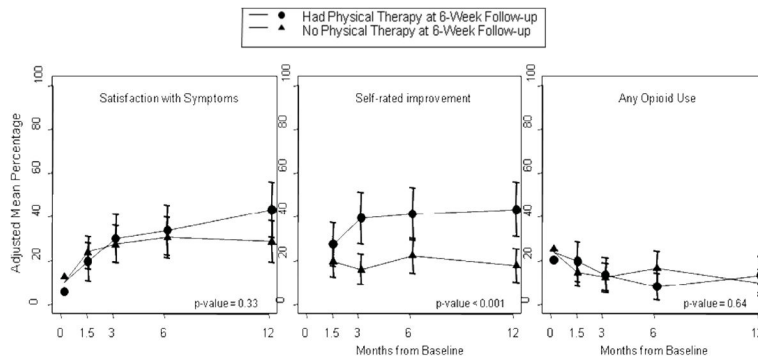 Had Physical Therapy at 6-Week Follow-up
No Physical Therapy at 6-Week Follow-up
Adjusted Mean Percentage
100
80
60
40
20
0
Satisfaction with Symptoms
p-value = 0.33
0 1.5 3 6 12
100
80
60
40
20
0
Self-rated improvement
p-value < 0.001
0 1.5 3 6 12
Months from Baseline
100
80
60
40
20
0
Any Opioid Use
p-value = 0.64
0 1.5 3 6 12
Months from Baseline